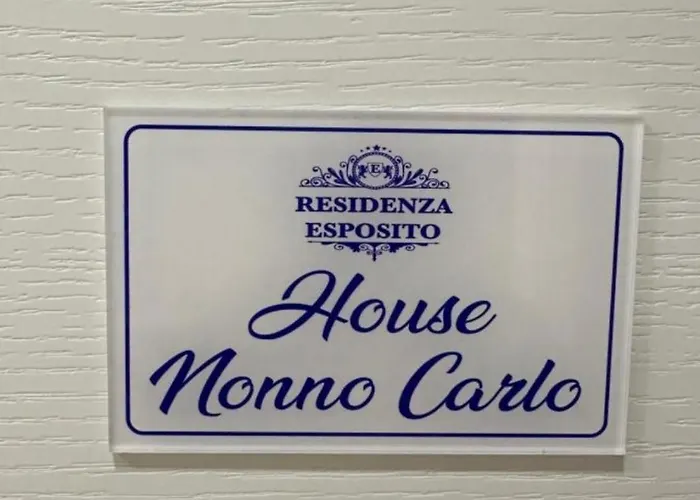 E
RESIDENZA
ESPOSITO
House
Nonno Carlo